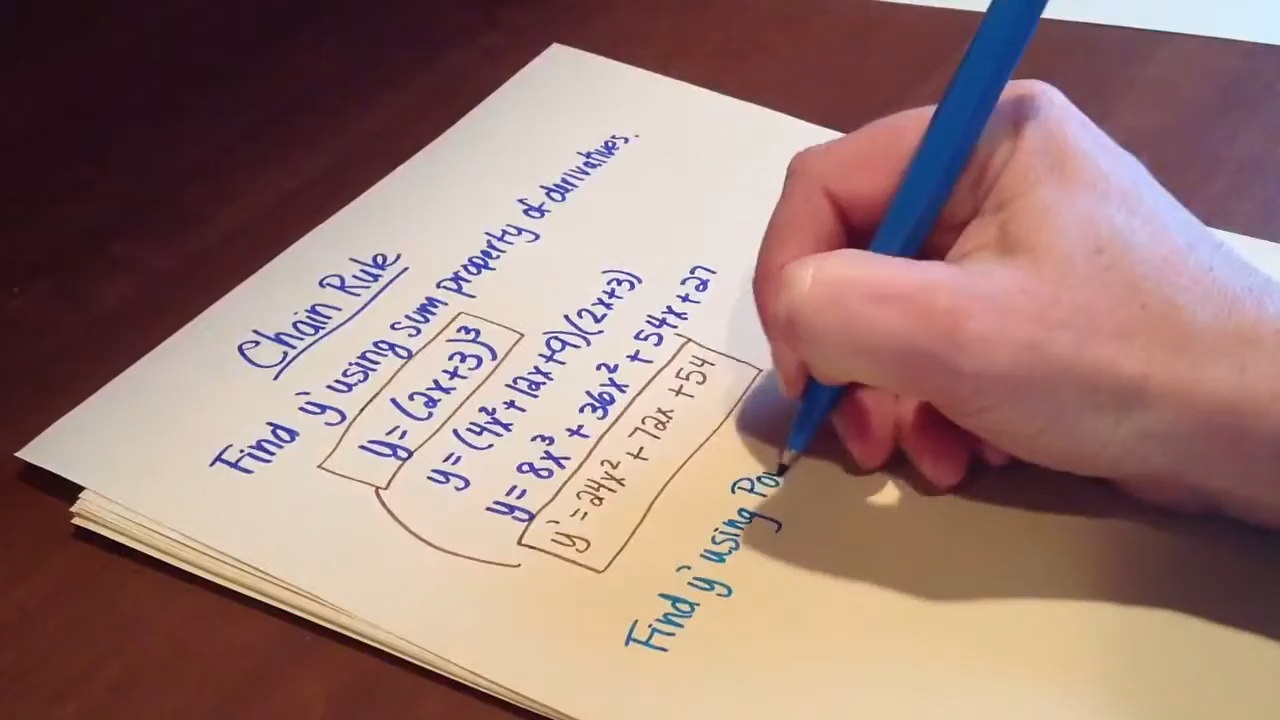 Chain Rule
Find y' using sum property of derivatives.
y = (2x+3)³
y = (4x² + 12x + 9)(2x+3)
y = 8x³ + 36x² + 54x + 27
y' = 24x² + 72x + 54
Find y' using Pow